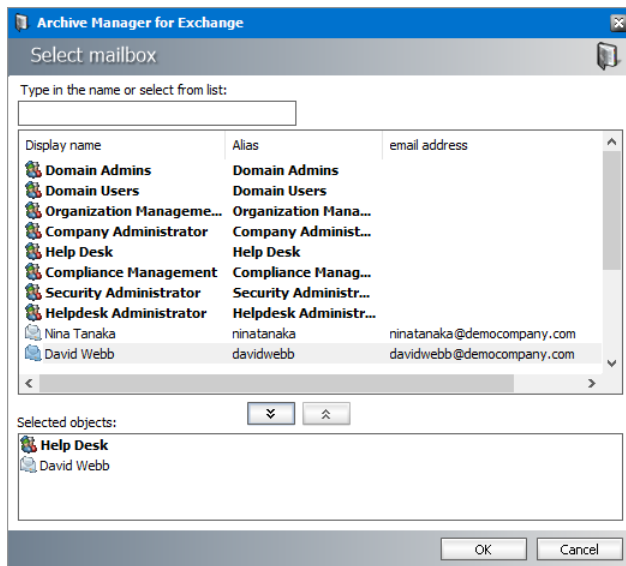 Archive Manager for Exchange
Select mailbox
Type in the name or select from list:
Display name Alias email address
Domain Admins Domain Admins
Domain Users Domain Users
Organization Manageme... Organization Mana...
Company Administrator Company Administ...
Help Desk Help Desk
Compliance Management Compliance Manag...
Security Administrator Security Administr...
Helpdesk Administrator Helpdesk Administr...
Nina Tanaka ninatanaka ninatanaka@democompany.com
David Webb davidwebb davidwebb@democompany.com
Selected objects:
Help Desk
David Webb
OK Cancel